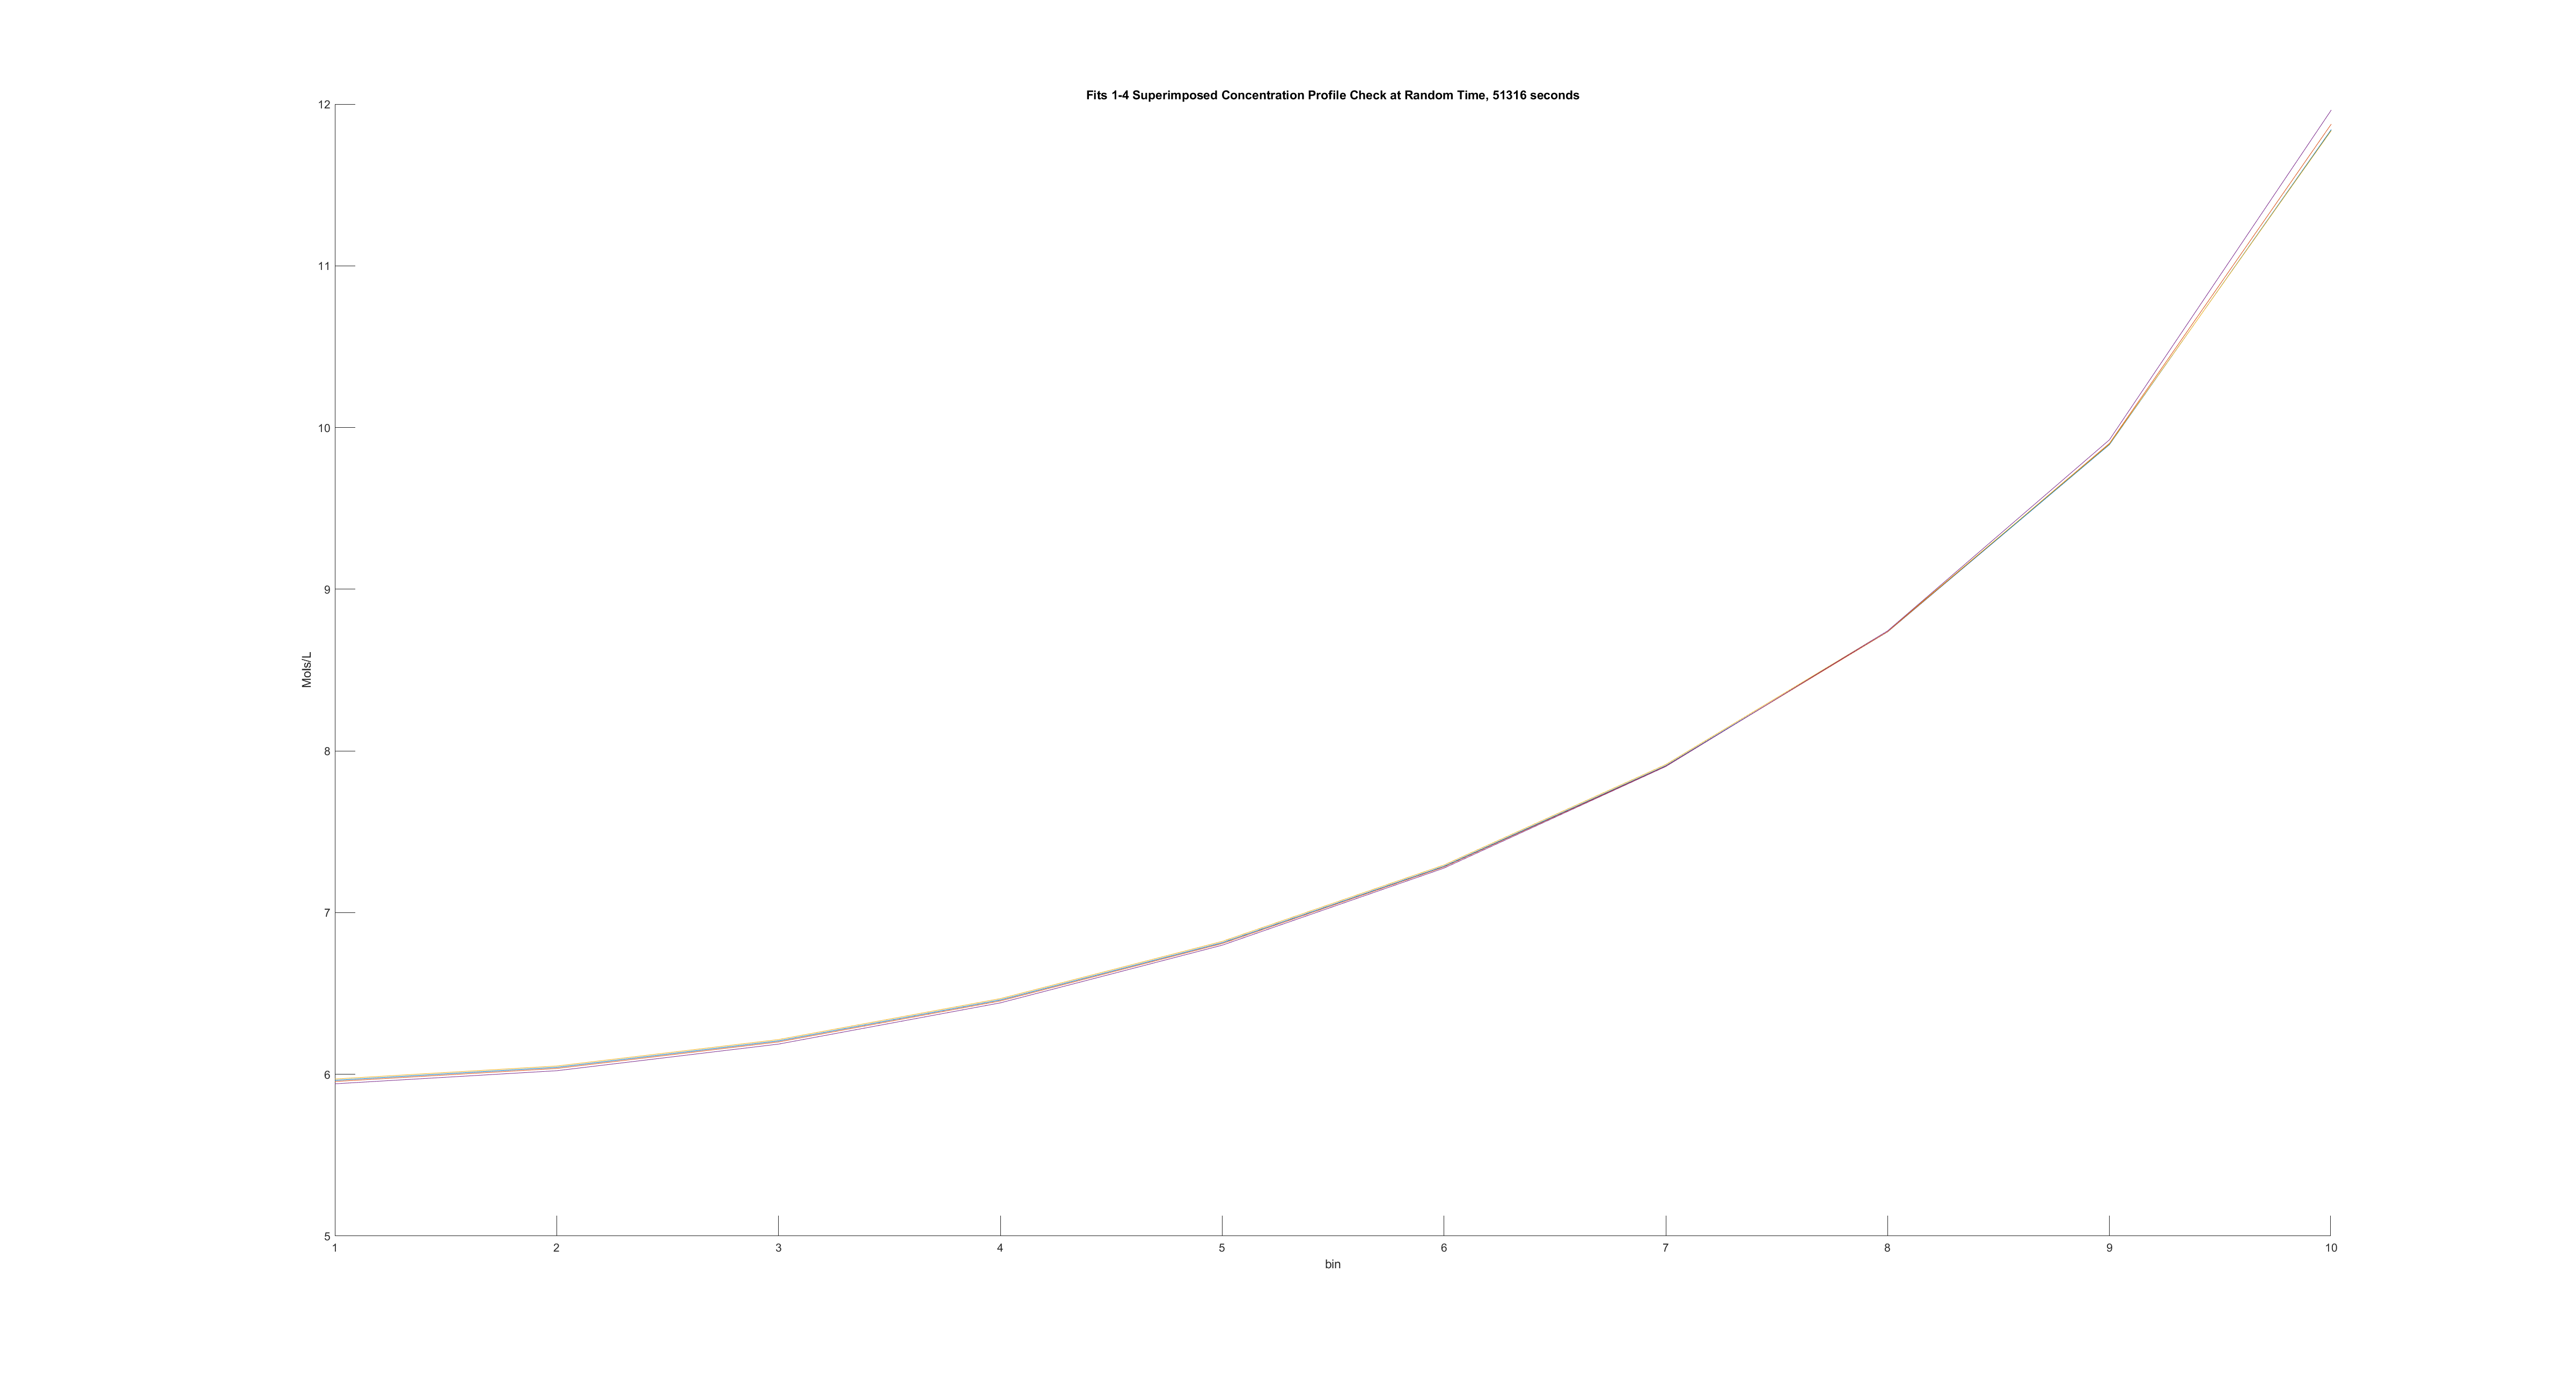 Fits 1-4 Superimposed Concentration Profile Check at Random Time, 51316 seconds
12
11
10
9
8
7
6
5
Mols/L
1 2 3 4 5 6 7 8 9 10
bin